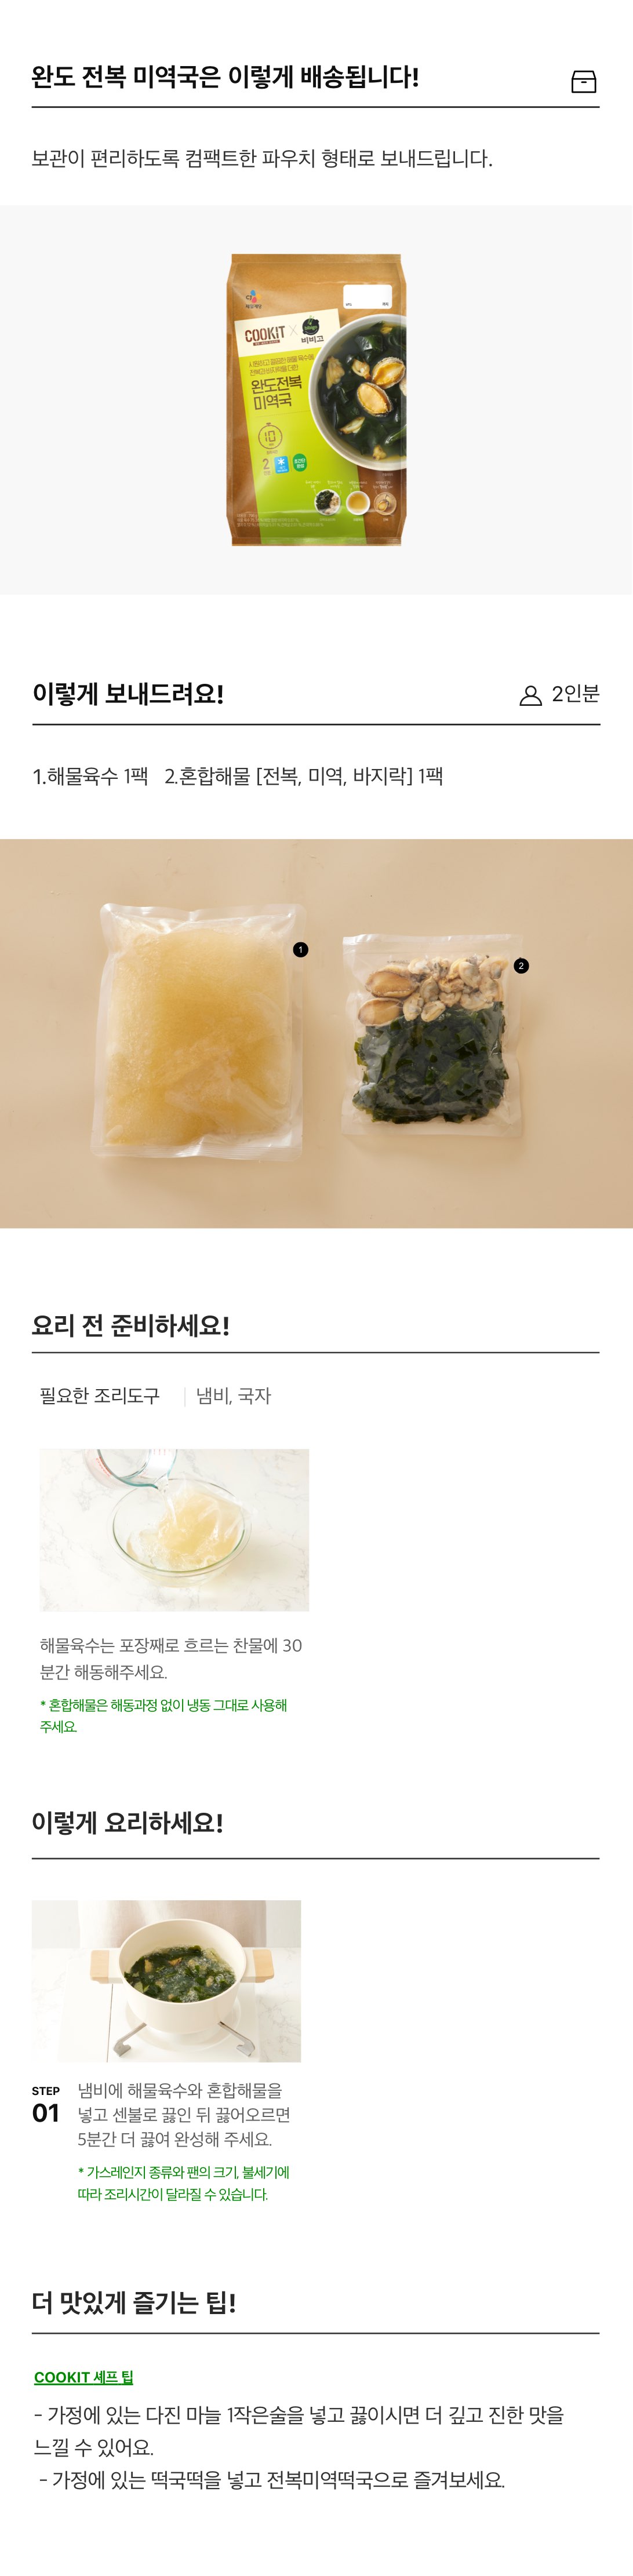 완도 전복 미역국은 이렇게 배송됩니다!
보관이 편리하도록 컴팩트한 파우치 형태로 보내드립니다.
COOKIT X 비비고
완도전복
미역국
10
2
이렇게 보내드려요!
2인분
1.해물육수 1팩 2.혼합해물 [전복, 미역, 바지락] 1팩
1
2
요리 전 준비하세요!
필요한 조리도구 냄비, 국자
해물육수는 포장째로 흐르는 찬물에 30
분간 해동해주세요.
* 혼합해물은 해동과정 없이 냉동 그대로 사용해
주세요.
이렇게 요리하세요!
STEP
01
냄비에 해물육수와 혼합해물을
넣고 센불로 끓인 뒤 끓어오르면
5분간 더 끓여 완성해 주세요.
* 가스레인지 종류와 팬의 크기, 불세기에
따라 조리시간이 달라질 수 있습니다.
더 맛있게 즐기는 팁!
COOKIT 셰프 팁
- 가정에 있는 다진 마늘 1작은술을 넣고 끓이시면 더 깊고 진한 맛을
느낄 수 있어요.
- 가정에 있는 떡국떡을 넣고 전복미역떡국으로 즐겨보세요.